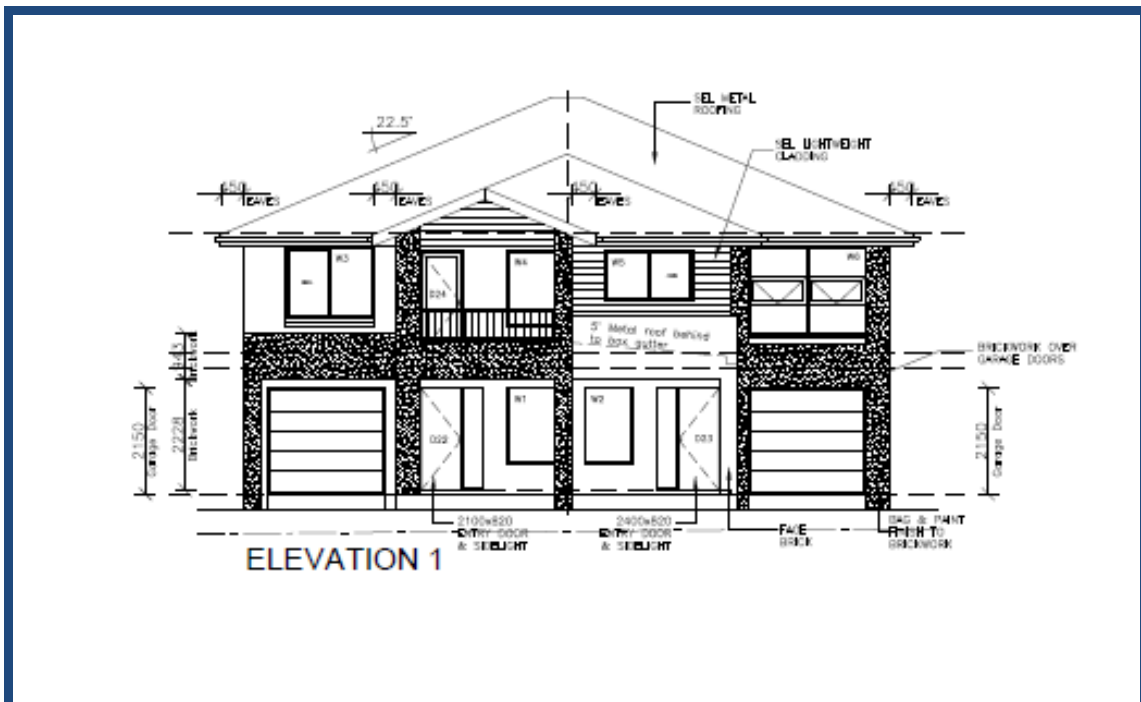 SEL METAL
ROOFING
22.5°
SEL LIGHTWEIGHT
CLADDING
450
EAVES
450
EAVES
450
EAVES
450
EAVES
W3
W4
W5
W6
D24
5° Metal roof behind
to box gutter
BRICKWORK OVER
GARAGE DOORS
943
Brickwork
2150
Garage Door
2228
Brickwork
W1
W2
D22
D23
2150
Garage Door
2100x820
ENTRY DOOR
& SIDELIGHT
2400x820
ENTRY DOOR
& SIDELIGHT
FACE
BRICK
BAG & PAINT
FINISH TO
BRICKWORK
ELEVATION 1